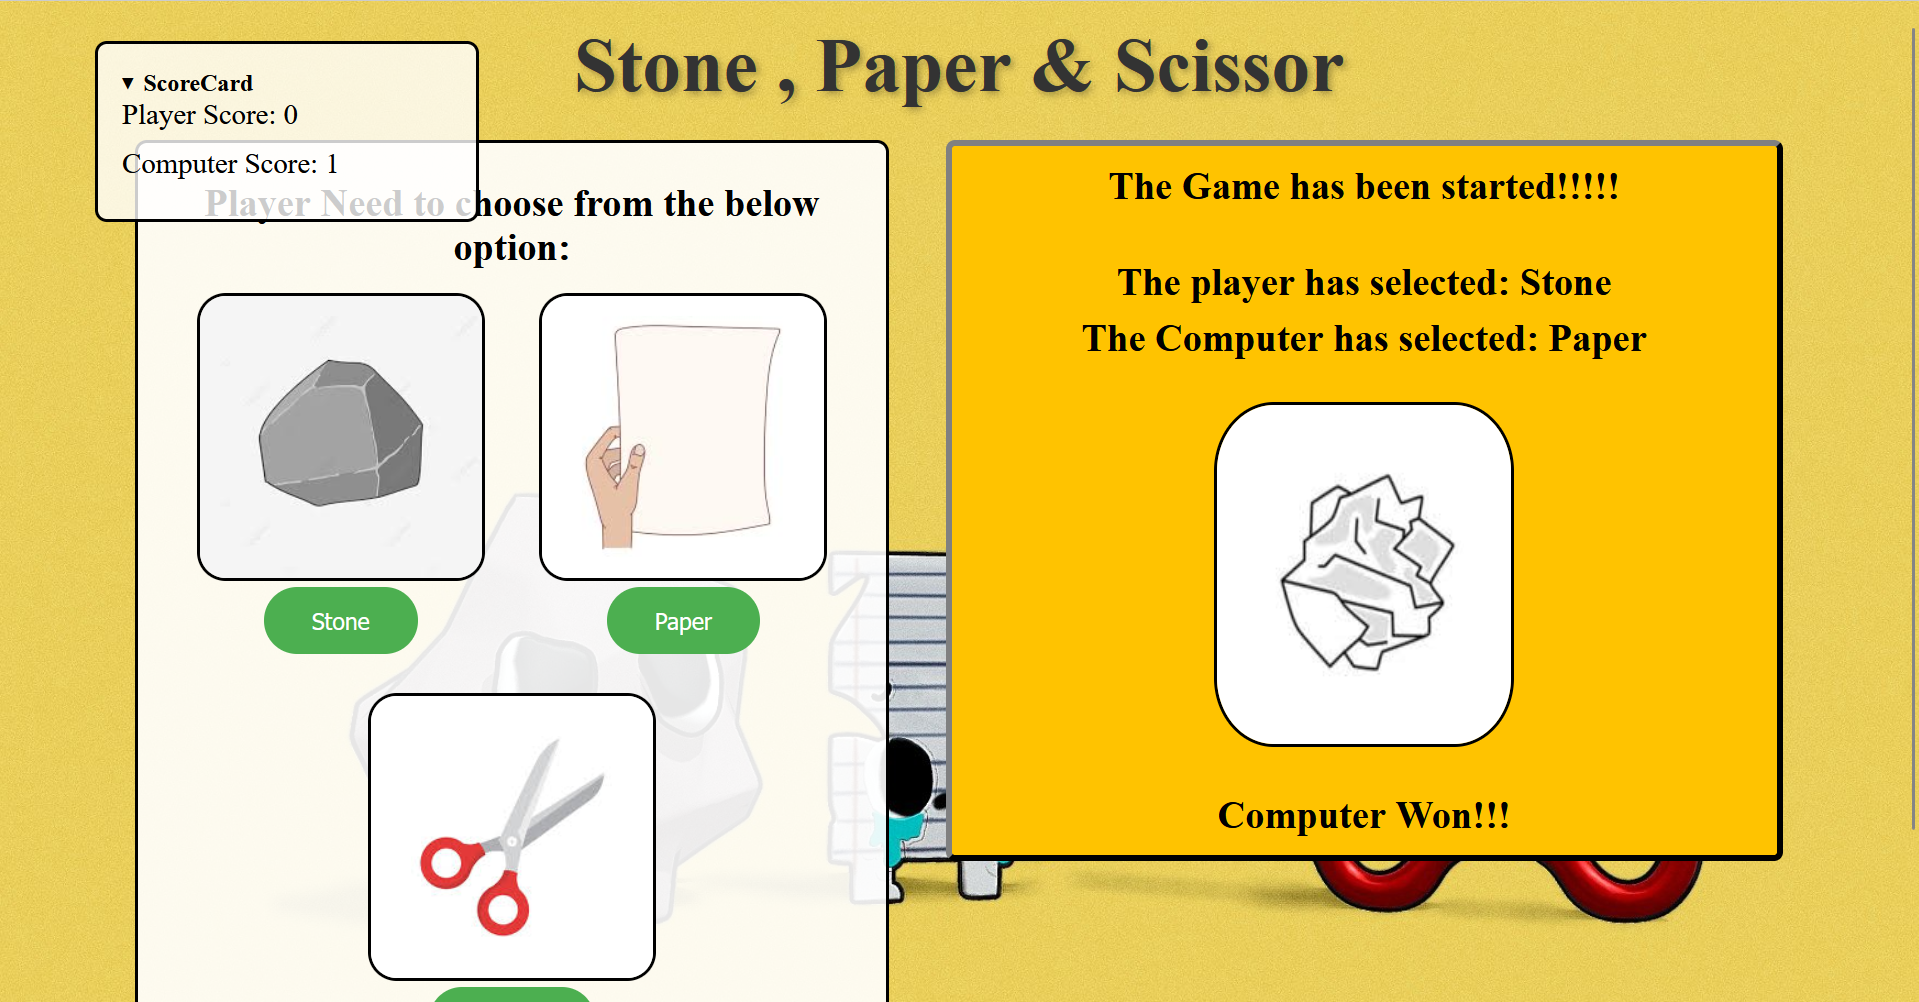 Stone , Paper & Scissor
▼ ScoreCard
Player Score: 0
Computer Score: 1
Player Need to choose from the below
option:
Stone
Paper
The Game has been started!!!!!
The player has selected: Stone
The Computer has selected: Paper
Computer Won!!!